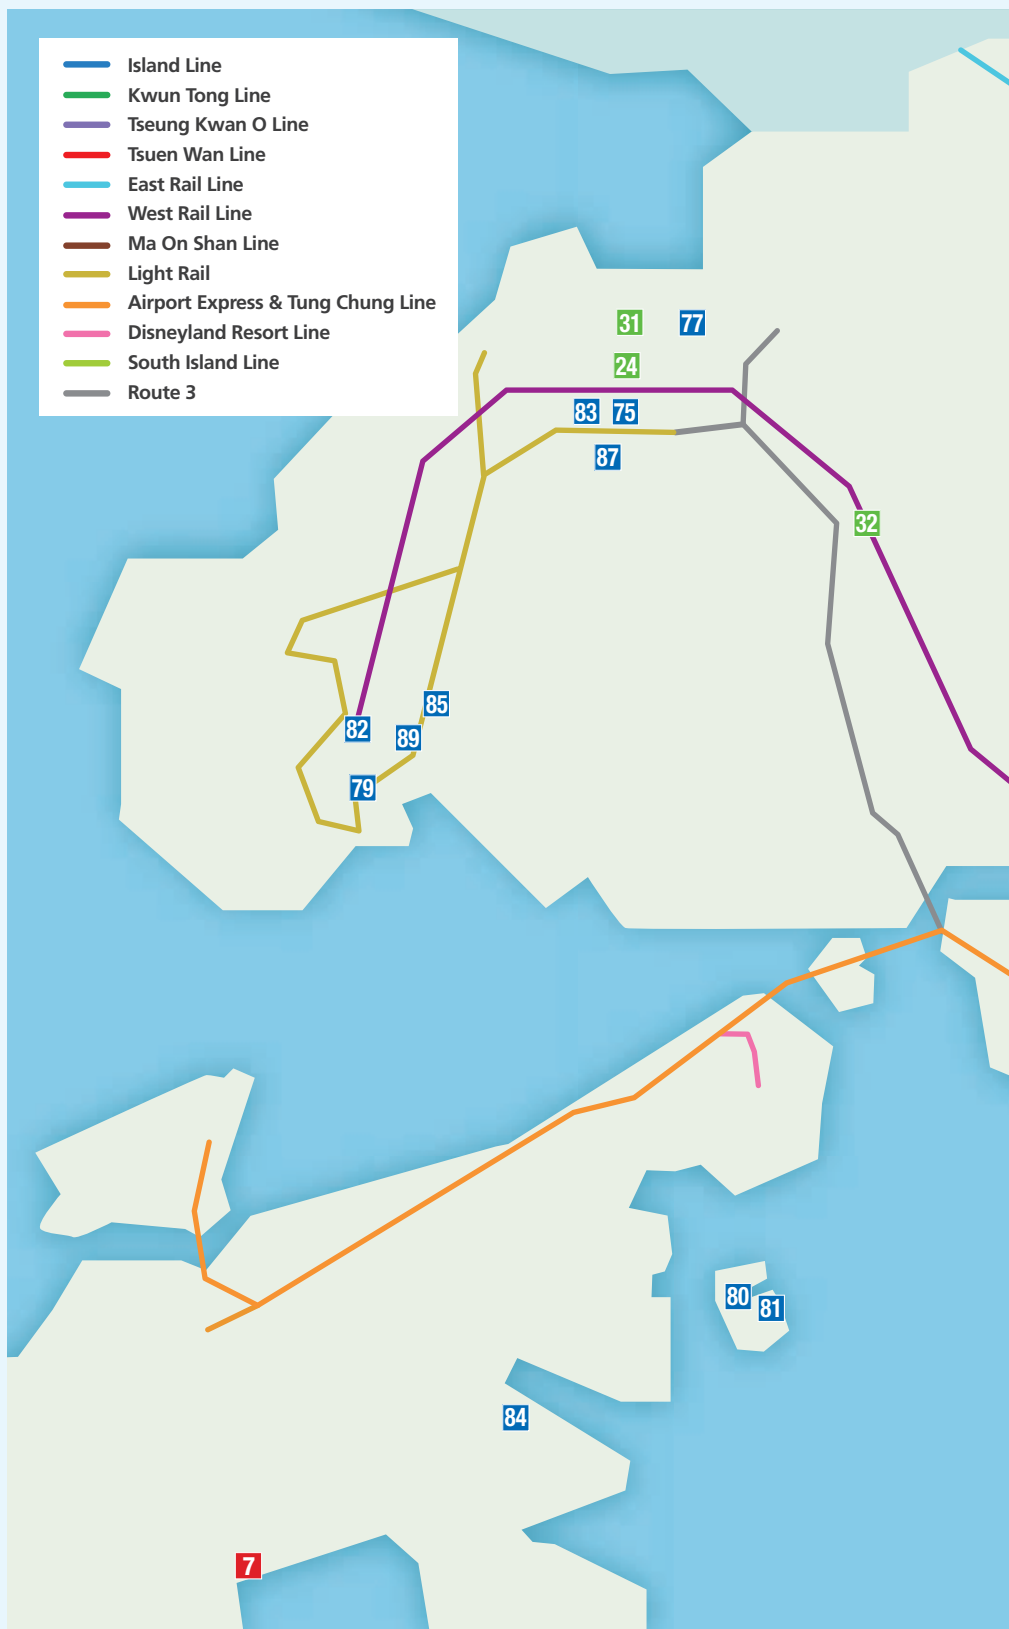 Island Line
Kwun Tong Line
Tseung Kwan O Line
Tsuen Wan Line
East Rail Line
West Rail Line
Ma On Shan Line
Light Rail
Airport Express & Tung Chung Line
Disneyland Resort Line
South Island Line
Route 3
31 77
24
83 75
87
32
85
82 89
79
80 81
84
7